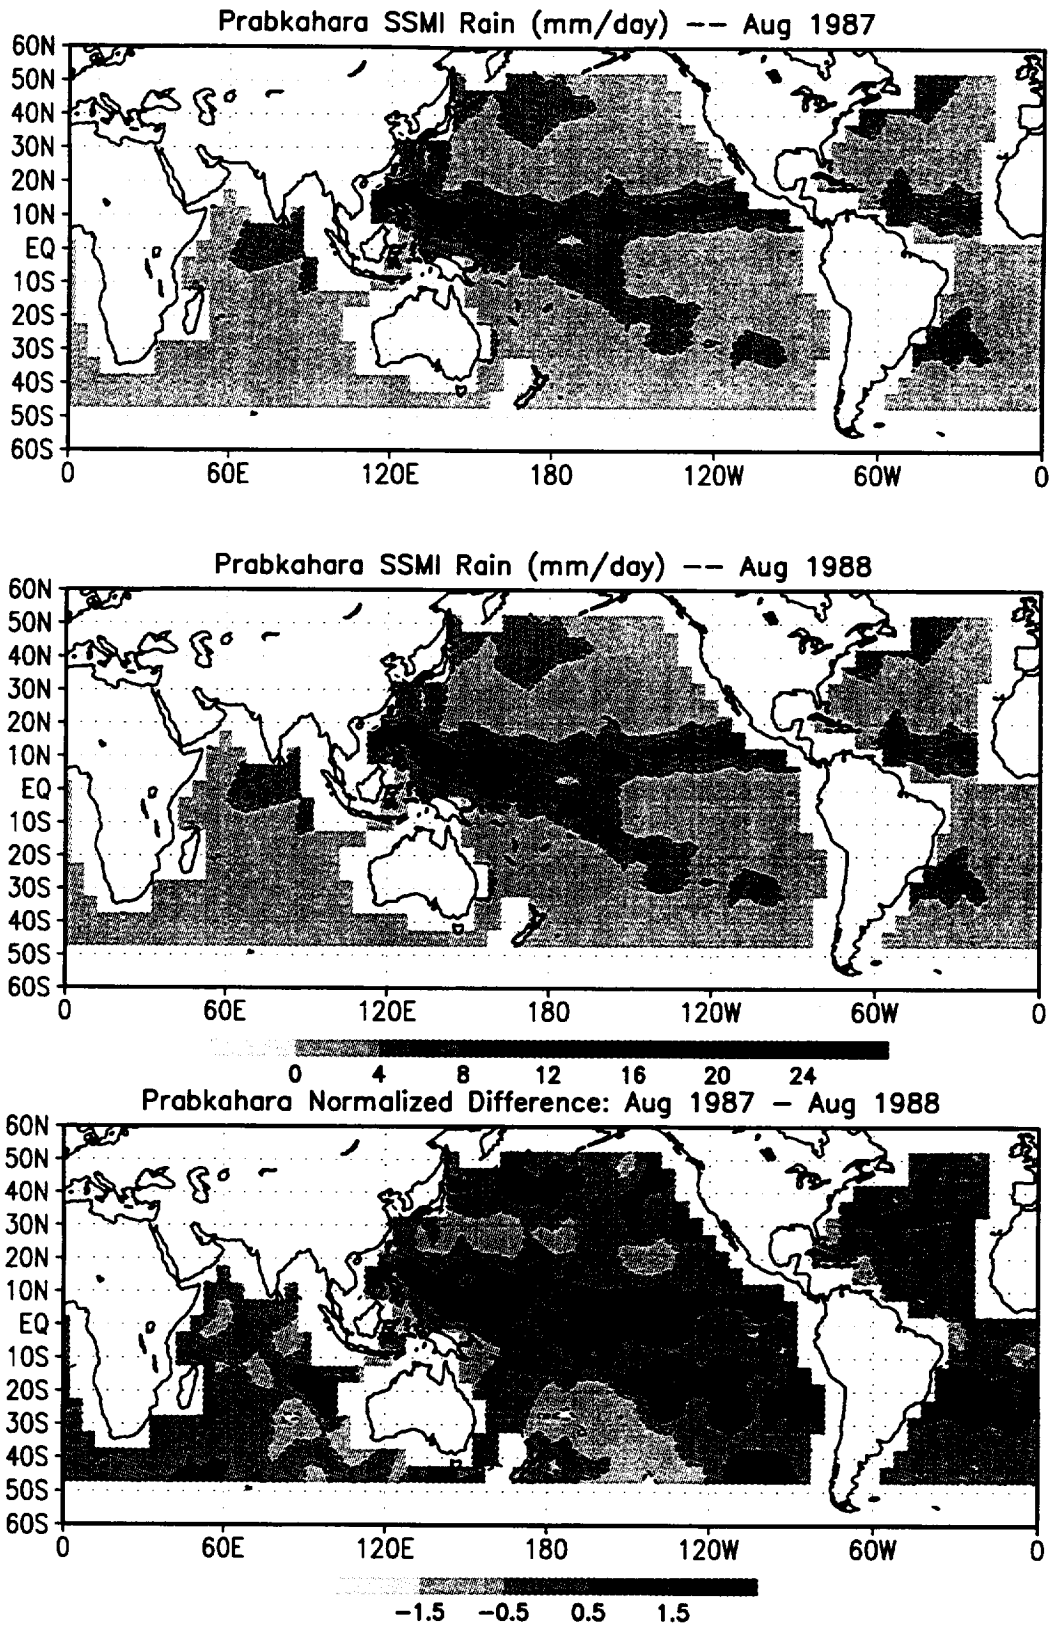 Prabkahara SSMI Rain (mm/day) -- Aug 1987
60N
50N
40N
30N
20N
10N
EQ
10S
20S
30S
40S
50S
60S
0 60E 120E 180 120W 60W 0
Prabkahara SSMI Rain (mm/day) -- Aug 1988
60N
50N
40N
30N
20N
10N
EQ
10S
20S
30S
40S
50S
60S
0 60E 120E 180 120W 60W 0
0 4 8 12 16 20 24
Prabkahara Normalized Difference: Aug 1987 - Aug 1988
60N
50N
40N
30N
20N
10N
EQ
10S
20S
30S
40S
50S
60S
0 60E 120E 180 120W 60W 0
-1.5 -0.5 0.5 1.5